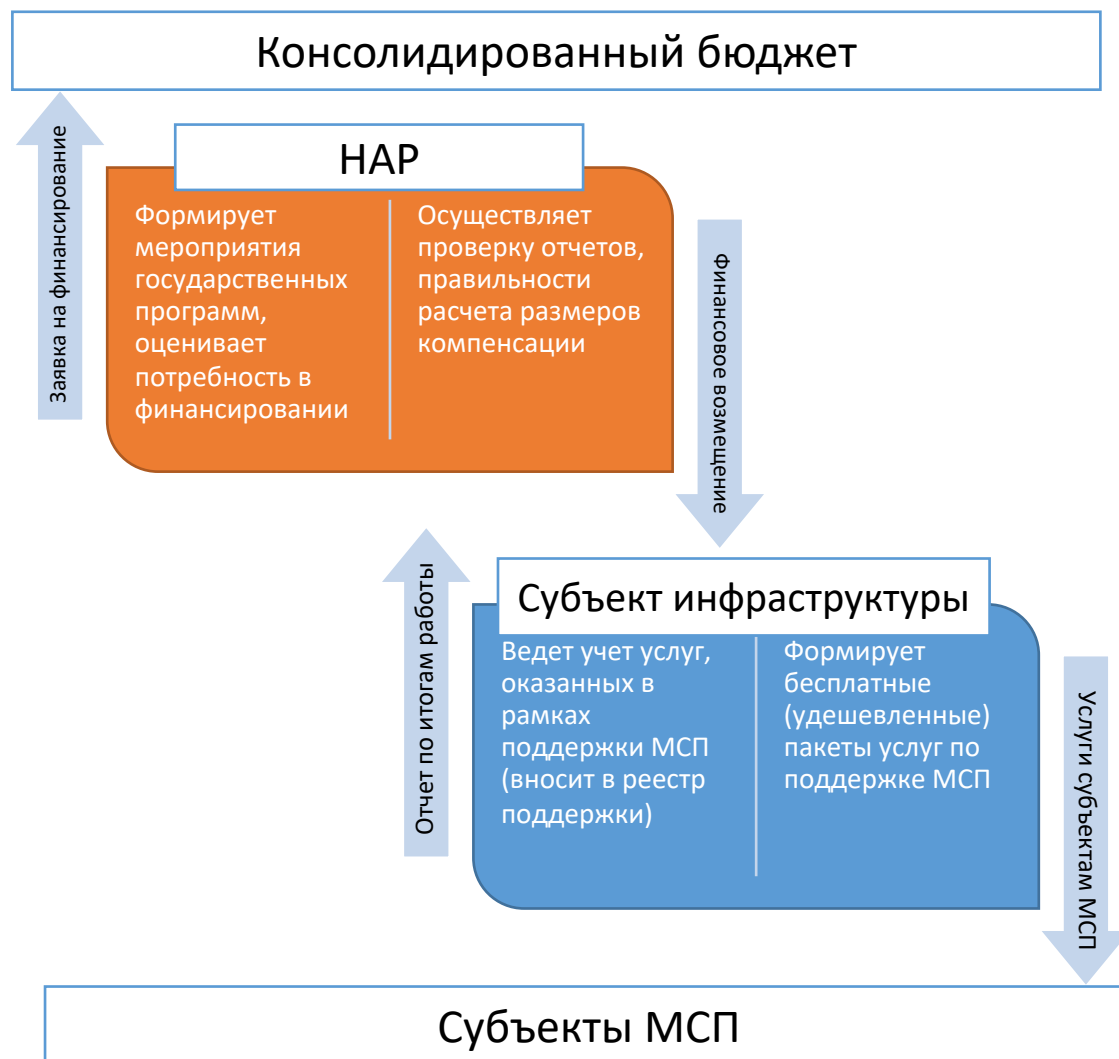 Консолидированный бюджет
Заявка на финансирование
НАР
Формирует
мероприятия
государственных
программ,
оценивает
потребность в
финансировании
Осуществляет
проверку отчетов,
правильности
расчета размеров
компенсации
Финансовое возмещение
Отчет по итогам работы
Субъект инфраструктуры
Ведет учет услуг,
оказанных в
рамках
поддержки МСП
(вносит в реестр
поддержки)
Формирует
бесплатные
(удешевленные)
пакеты услуг по
поддержке МСП
Услуги субъектам МСП
Субъекты МСП